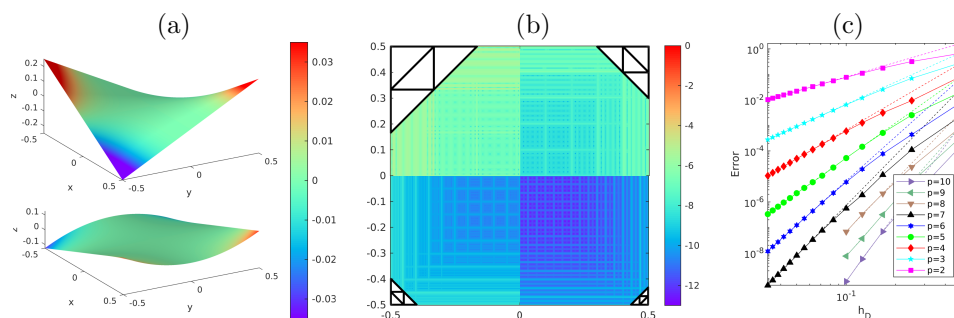 (a)
(b)
(c)
0.2
0.1
0
-0.1
-0.5
z
0
x
0.5
-0.5
0
y
0.5
0.1
0
-0.1
z
-0.5
0
x
0.5
-0.5
0
y
0.5
0.03
0.02
0.01
0
-0.01
-0.02
-0.03
0.5
0.4
0.3
0.2
0.1
0
-0.1
-0.2
-0.3
-0.4
-0.5
-0.5
0
0.5
0
-2
-4
-6
-8
-10
-12
10^0
10^-2
10^-4
10^-6
10^-8
Error
10^-1
h_D
p=10
p=9
p=8
p=7
p=6
p=5
p=4
p=3
p=2